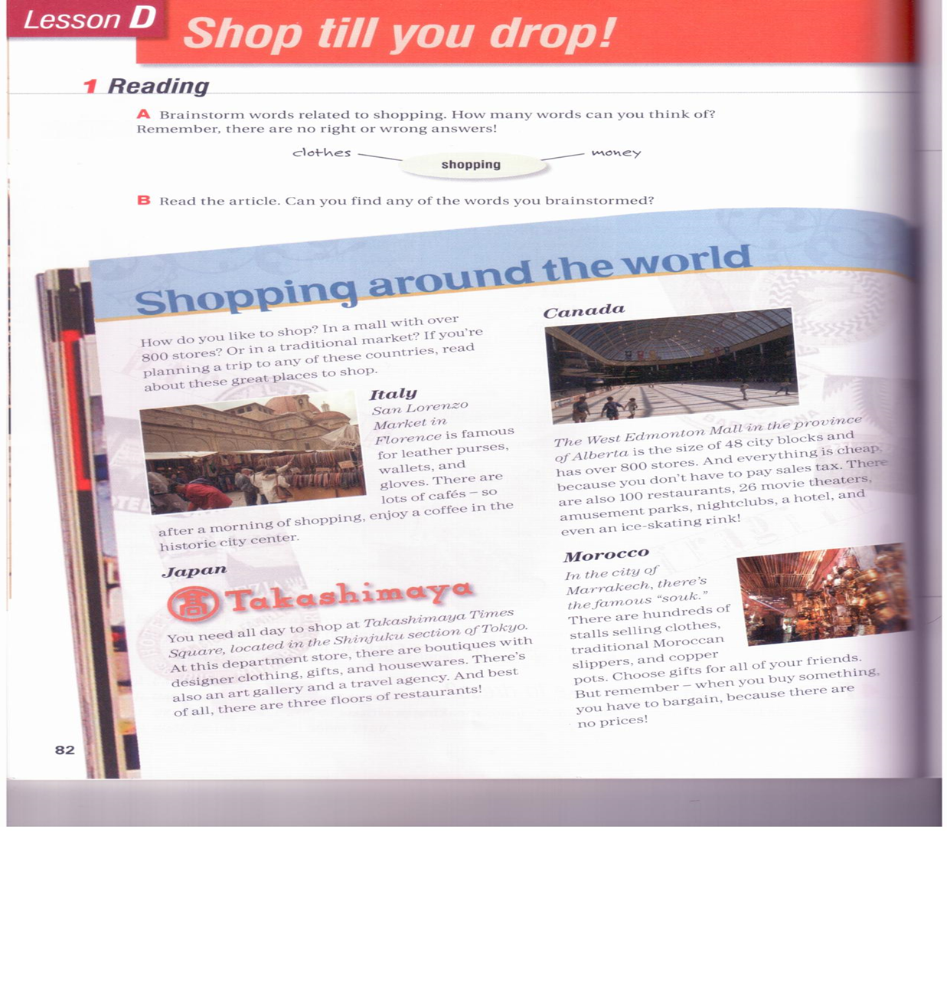 Lesson D
Shop till you drop!
1 Reading
A Brainstorm words related to shopping. How many words can you think of?
Remember, there are no right or wrong answers!
clothes
shopping
money
B Read the article. Can you find any of the words you brainstormed?
Shopping around the world
How do you like to shop? In a mall with over
800 stores? Or in a traditional market? If you're
planning a trip to any of these countries, read
about these great places to shop.
Italy
San Lorenzo
Market in
Florence is famous
for leather purses,
wallets, and
gloves. There are
lots of cafés – so
after a morning of shopping, enjoy a coffee in the
historic city center.
Japan
高 Takashimaya
You need all day to shop at Takashimaya Times
Square, located in the Shinjuku section of Tokyo.
At this department store, there are boutiques with
designer clothing, gifts, and housewares. There's
also an art gallery and a travel agency. And best
of all, there are three floors of restaurants!
Canada
The West Edmonton Mall in the province
of Alberta is the size of 48 city blocks and
has over 800 stores. And everything is cheap,
because you don't have to pay sales tax. There
are also 100 restaurants, 26 movie theaters,
amusement parks, nightclubs, a hotel, and
even an ice-skating rink!
Morocco
In the city of
Marrakech, there's
the famous “souk.”
There are hundreds of
stalls selling clothes,
traditional Moroccan
slippers, and copper
pots. Choose gifts for all of your friends.
But remember – when you buy something,
you have to bargain, because there are
no prices!
82